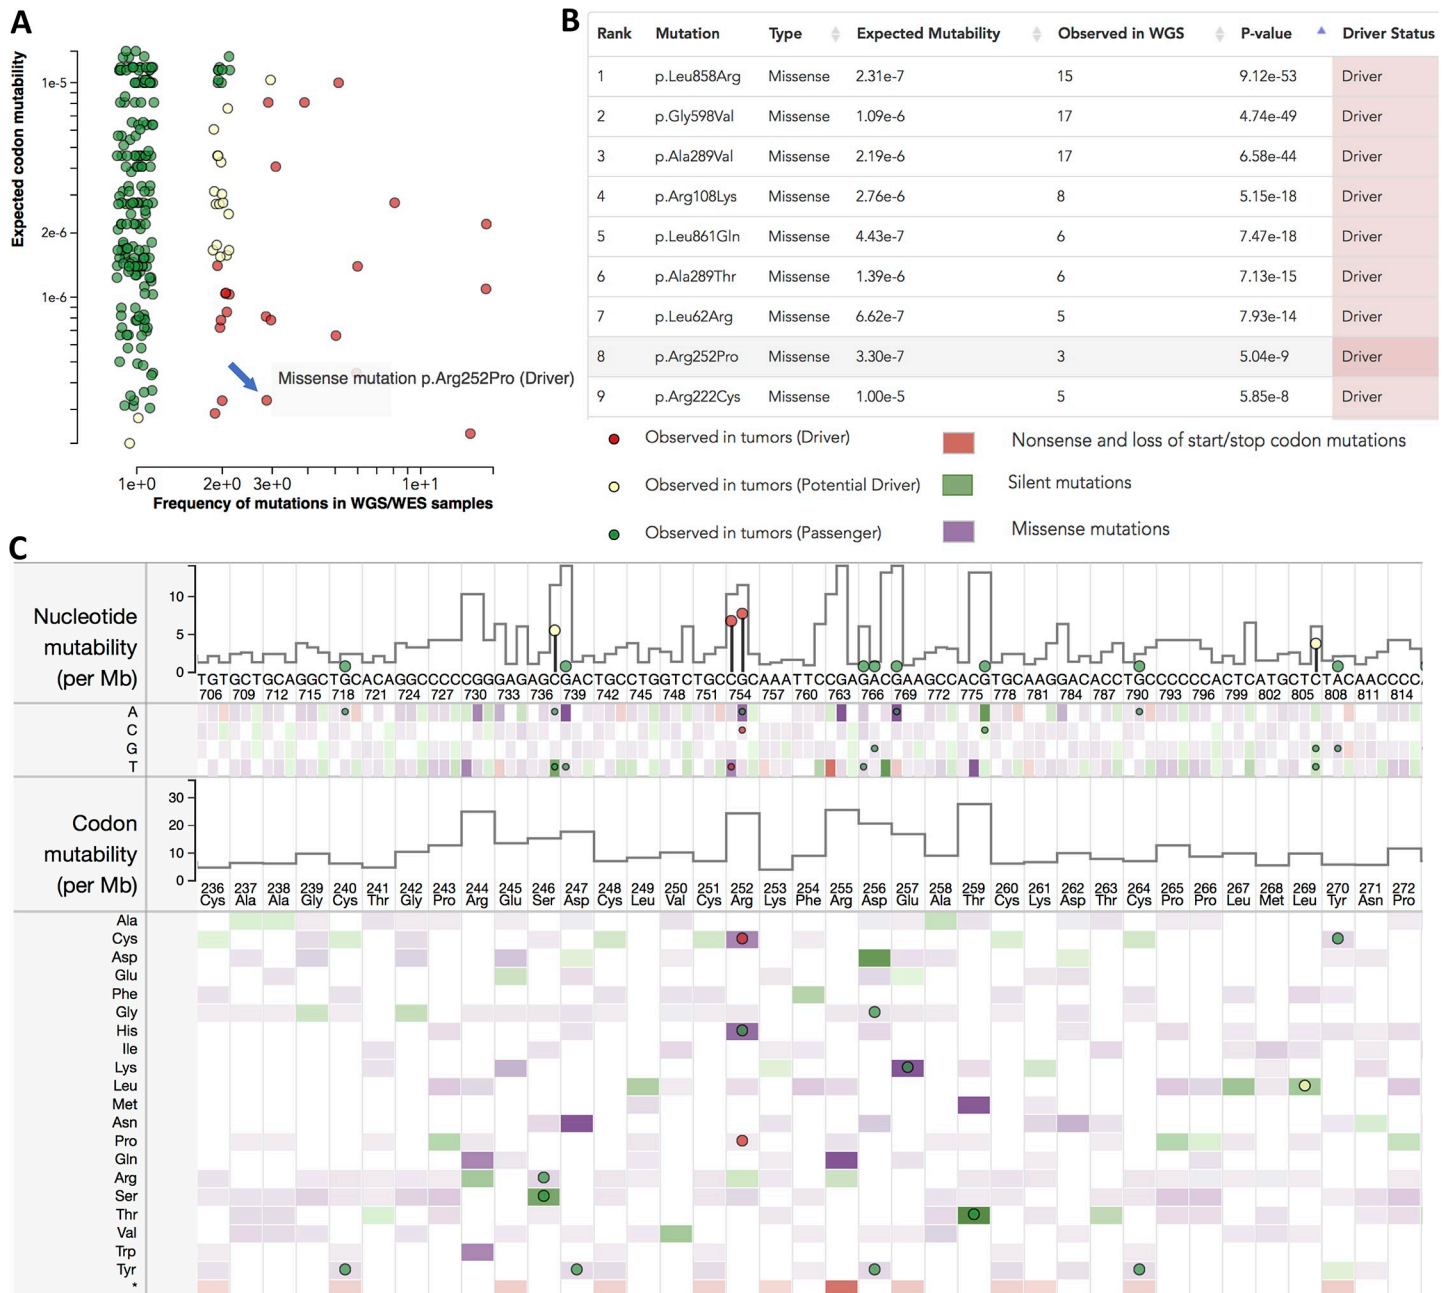 A
Expected codon mutability
1e-5
2e-6
1e-6
Missense mutation p.Arg252Pro (Driver)
1e+0 2e+0 3e+0 1e+1
Frequency of mutations in WGS/WES samples
B
Rank Mutation Type Expected Mutability Observed in WGS P-value Driver Status
1 p.Leu858Arg Missense 2.31e-7 15 9.12e-53 Driver
2 p.Gly598Val Missense 1.09e-6 17 4.74e-49 Driver
3 p.Ala289Val Missense 2.19e-6 17 6.58e-44 Driver
4 p.Arg108Lys Missense 2.76e-6 8 5.15e-18 Driver
5 p.Leu861Gln Missense 4.43e-7 6 7.47e-18 Driver
6 p.Ala289Thr Missense 1.39e-6 6 7.13e-15 Driver
7 p.Leu62Arg Missense 6.62e-7 5 7.93e-14 Driver
8 p.Arg252Pro Missense 3.30e-7 3 5.04e-9 Driver
9 p.Arg222Cys Missense 1.00e-5 5 5.85e-8 Driver
Observed in tumors (Driver) Nonsense and loss of start/stop codon mutations
Observed in tumors (Potential Driver) Silent mutations
Observed in tumors (Passenger) Missense mutations
C
Nucleotide
mutability
(per Mb)
10
5
0
TGTGCTGCAGGCTGCACAGGCCCCCGGGAGAGCGACTGCCTGGTCTGCCGCAAATTCCGAGACGAAGCCACGTGCAAGGACACCTGCCCCCCACTCATGCTCTACAACCCC
706 709 712 715 718 721 724 727 730 733 736 739 742 745 748 751 754 757 760 763 766 769 772 775 778 781 784 787 790 793 796 799 802 805 808 811 814
A
C
G
T
Codon
mutability
(per Mb)
30
20
10
0
236 237 238 239 240 241 242 243 244 245 246 247 248 249 250 251 252 253 254 255 256 257 258 259 260 261 262 263 264 265 266 267 268 269 270 271 272
Cys Ala Ala Gly Cys Thr Gly Pro Arg Glu Ser Asp Cys Leu Val Cys Arg Lys Phe Arg Asp Glu Ala Thr Cys Lys Asp Thr Cys Pro Pro Leu Met Leu Tyr Asn Pro
Ala
Cys
Asp
Glu
Phe
Gly
His
Ile
Lys
Leu
Met
Asn
Pro
Gln
Arg
Ser
Thr
Val
Trp
Tyr
*